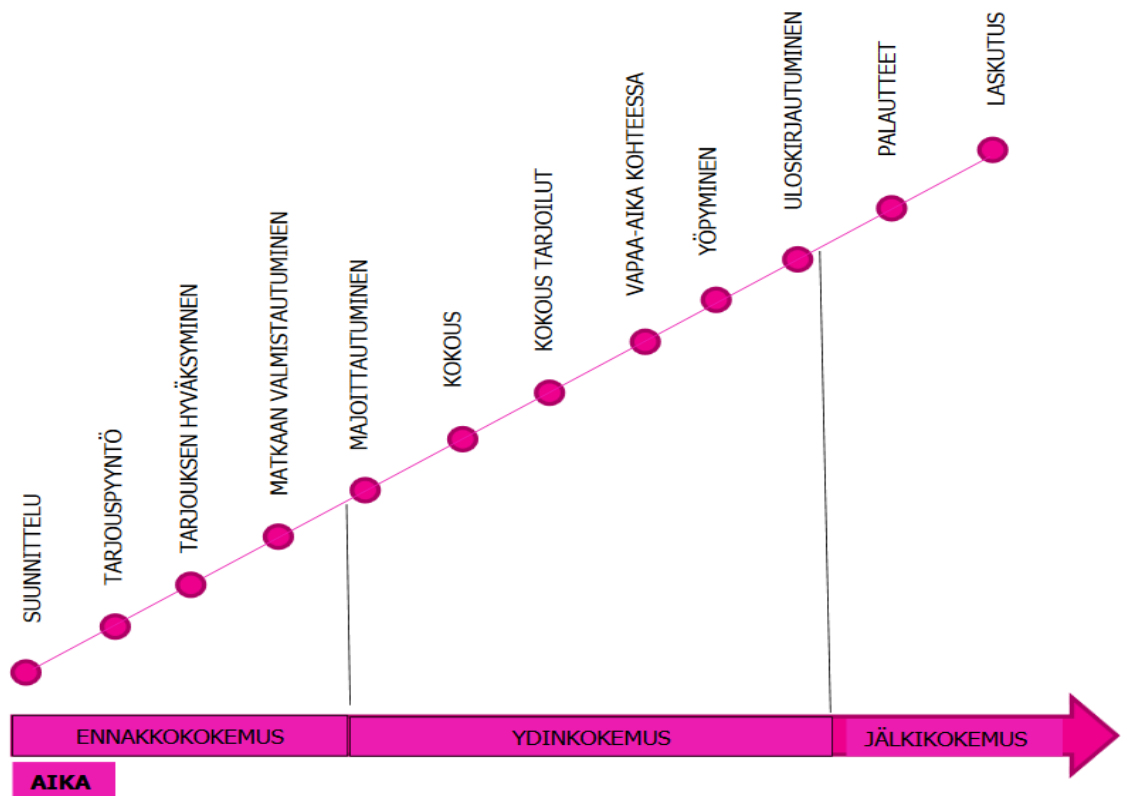 SUUNNITTELU
TARJOUSPYYNTÖ
TARJOUKSEN HYVÄKSYMINEN
MATKAAN VALMISTAUTUMINEN
MAJOITTAUTUMINEN
KOKOUS
KOKOUS TARJOILUT
VAPAA-AIKA KOHTEESSA
YÖPYMINEN
ULOSKIRJAUTUMINEN
PALAUTTEET
LASKUTUS
ENNAKKOKOKEMUS
YDINKOKEMUS
JÄLKIKOKEMUS
AIKA